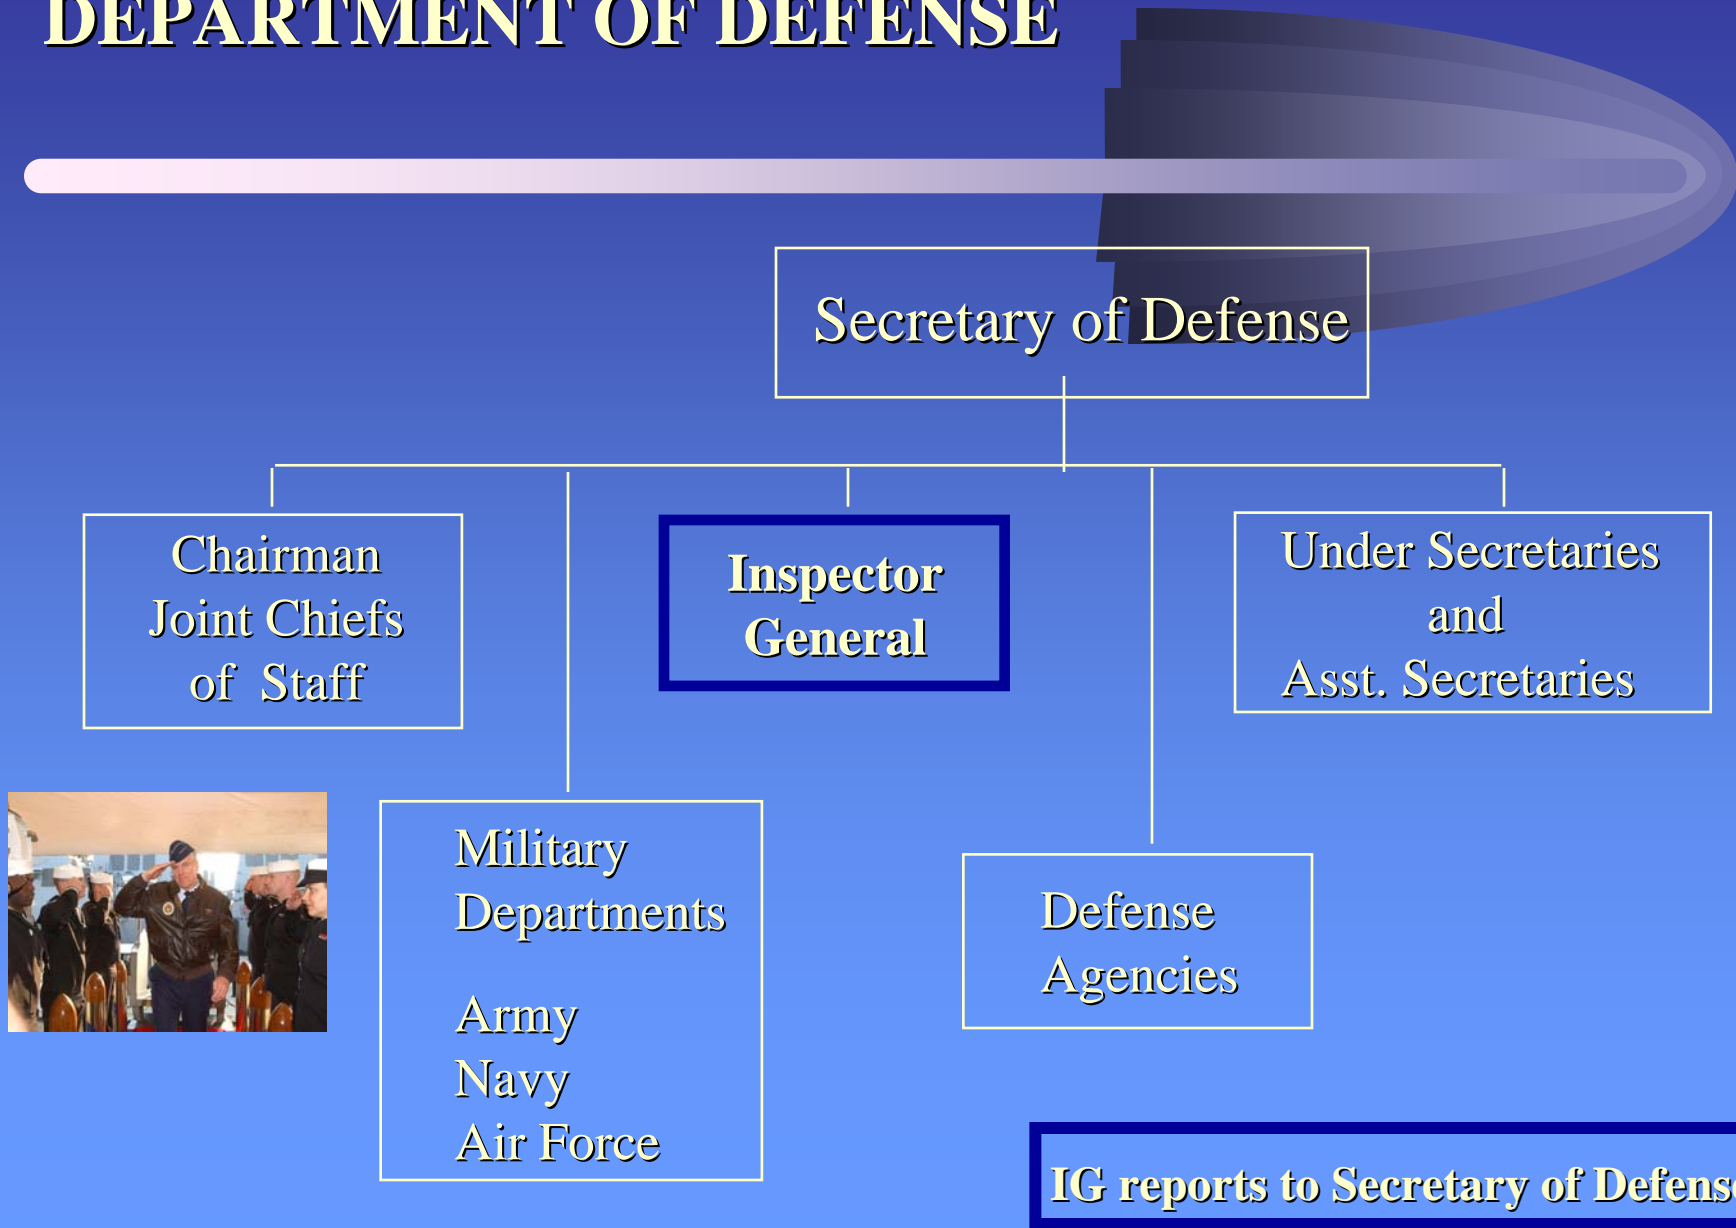 DEPARTMENT OF DEFENSE
Secretary of Defense
Chairman
Joint Chiefs
of  Staff
Inspector
General
Under Secretaries
and
Asst. Secretaries
Military
Departments
Army
Navy
Air Force
Defense
Agencies
IG reports to Secretary of Defense